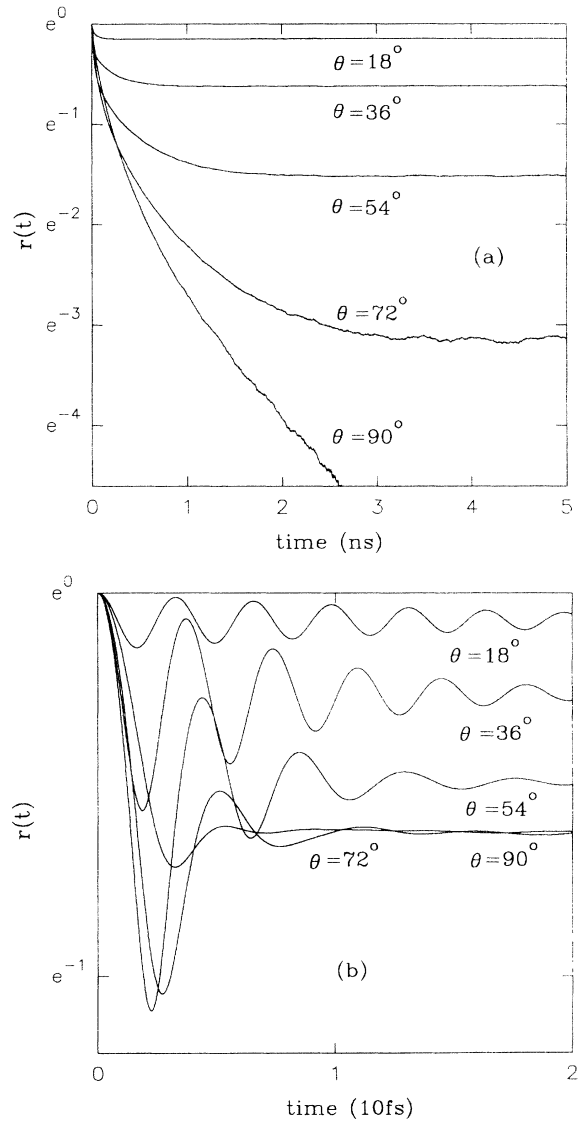 e^0
θ = 18°
θ = 36°
e^-1
θ = 54°
e^-2
r(t)
(a)
θ = 72°
e^-3
e^-4
θ = 90°
0 1 2 3 4 5
time (ns)
e^0
θ = 18°
θ = 36°
r(t)
θ = 54°
θ = 72° θ = 90°
e^-1
(b)
0 1 2
time (10fs)